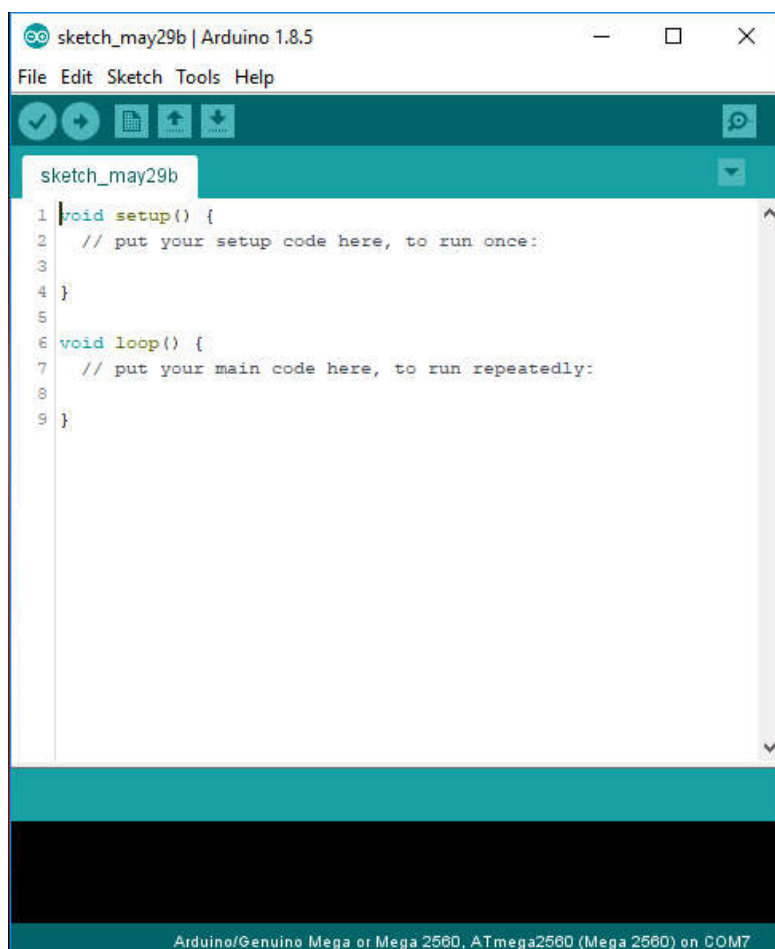 sketch_may29b | Arduino 1.8.5
File Edit Sketch Tools Help
sketch_may29b
1 void setup() {
2   // put your setup code here, to run once:
3
4 }
5
6 void loop() {
7   // put your main code here, to run repeatedly:
8
9 }
Arduino/Genuino Mega or Mega 2560, ATmega2560 (Mega 2560) on COM7